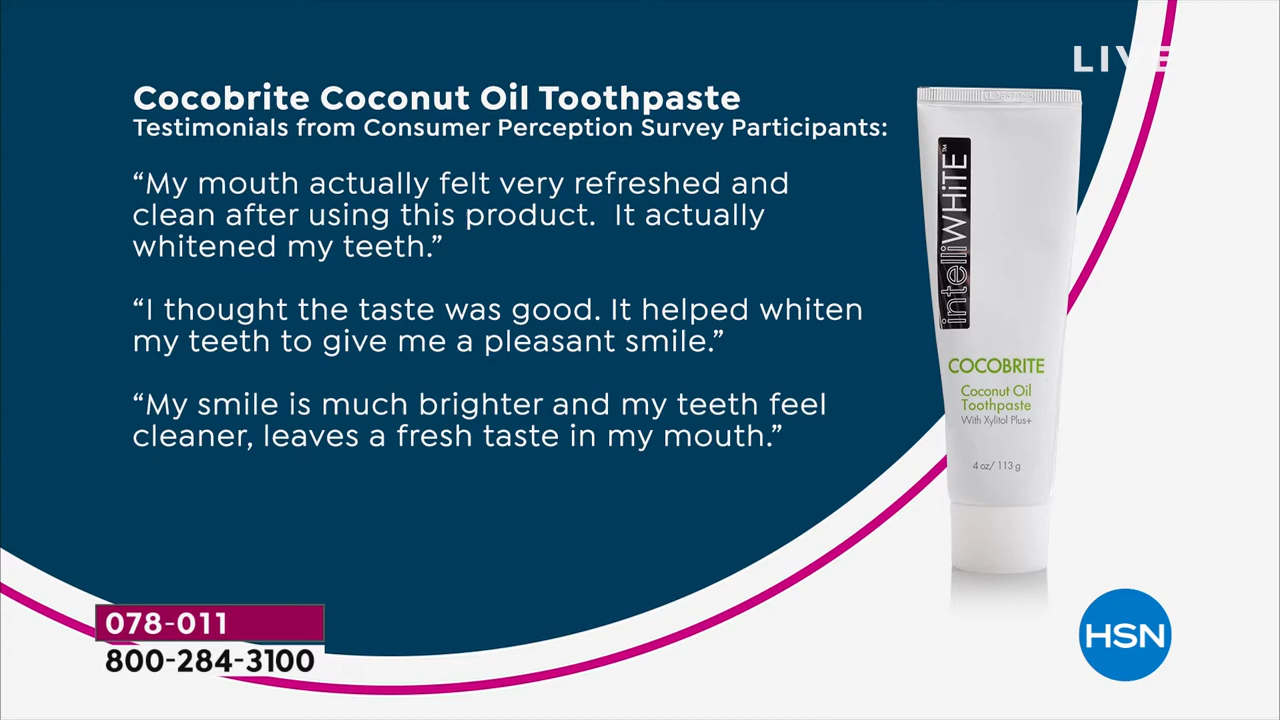 LIVE
Cocobrite Coconut Oil Toothpaste
Testimonials from Consumer Perception Survey Participants:
“My mouth actually felt very refreshed and
clean after using this product.  It actually
whitened my teeth.”
“I thought the taste was good. It helped whiten
my teeth to give me a pleasant smile.”
“My smile is much brighter and my teeth feel
cleaner, leaves a fresh taste in my mouth.”
intelliWHiTE™
COCOBRITE
Coconut Oil
Toothpaste
With Xylitol Plus+
4 oz/ 113 g
078-011
800-284-3100
HSN